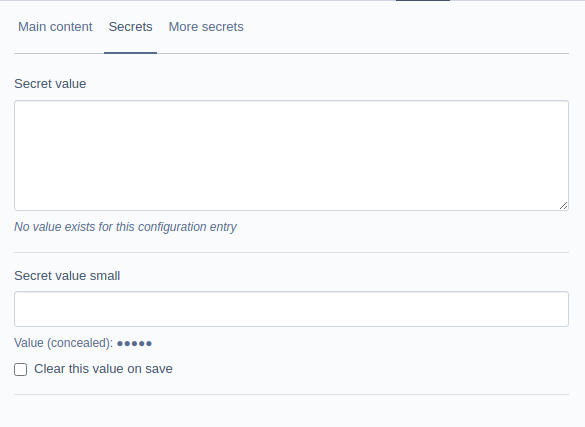 Main content Secrets More secrets
Secret value
No value exists for this configuration entry
Secret value small
Value (concealed): ●●●●●
Clear this value on save